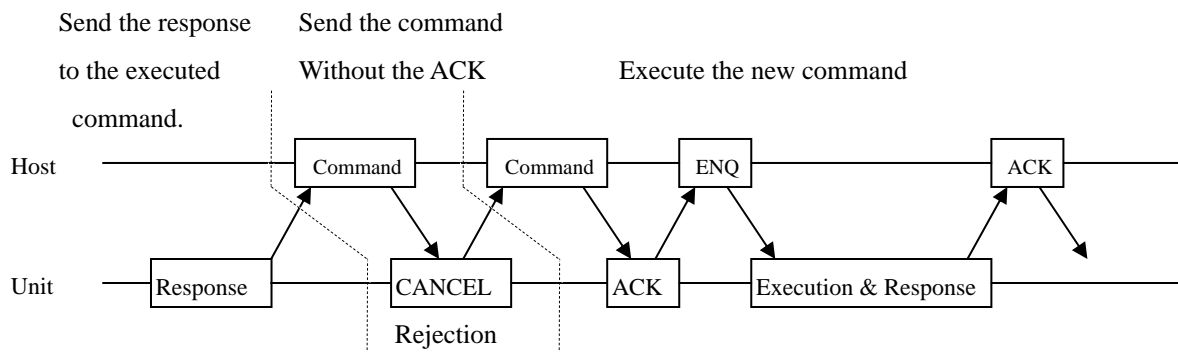 Send the response
to the executed
command.
Send the command
Without the ACK
Execute the new command
Host
Command
Command
ENQ
ACK
Unit
Response
CANCEL
ACK
Execution & Response
Rejection